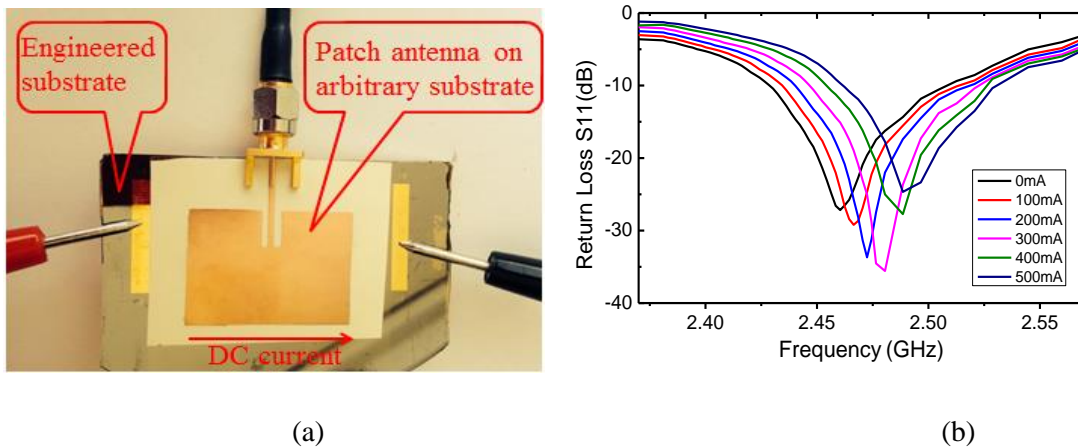 Engineered
substrate
Patch antenna on
arbitrary substrate
DC current
(a)
Return Loss S11(dB)
0
-10
-20
-30
-40
0mA
100mA
200mA
300mA
400mA
500mA
2.40
2.45
2.50
2.55
Frequency (GHz)
(b)